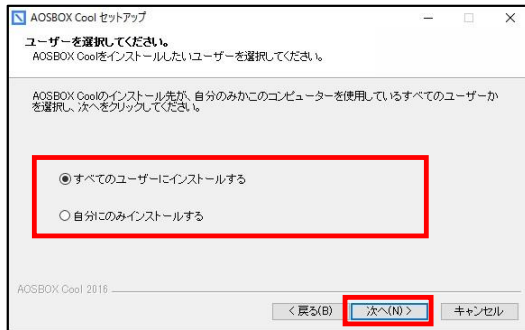 AOSBOX Cool セットアップ
ユーザーを選択してください。
AOSBOX Coolをインストールしたいユーザーを選択してください。
AOSBOX Coolのインストール先が、自分のみかこのコンピューターを使用しているすべてのユーザーか
を選択し、次へをクリックしてください。
すべてのユーザーにインストールする
自分にのみインストールする
AOSBOX Cool 2016
< 戻る(B) 次へ(N) > キャンセル